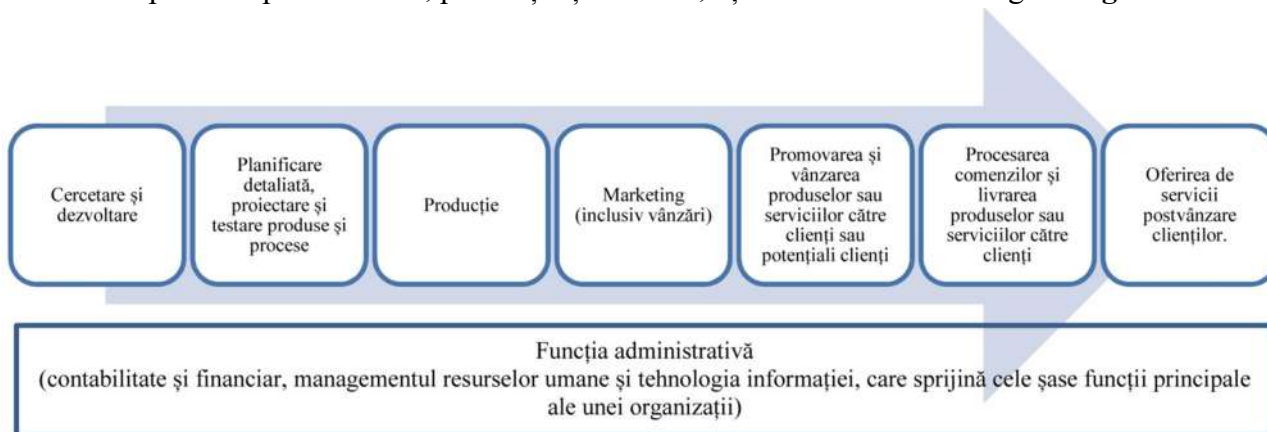 Cercetare și
dezvoltare
Planificare
detaliată,
proiectare și
testare produse și
procese
Producție
Marketing
(inclusiv vânzări)
Promovarea și
vânzarea
produselor sau
serviciilor către
clienți sau
potențiali clienți
Procesarea
comenzilor și
livrarea
produselor sau
serviciilor către
clienți
Oferirea de
servicii
postvânzare
clienților.
Funcția administrativă
(contabilitate și financiar, managementul resurselor umane și tehnologia informației, care sprijină cele șase funcții principale
ale unei organizații)